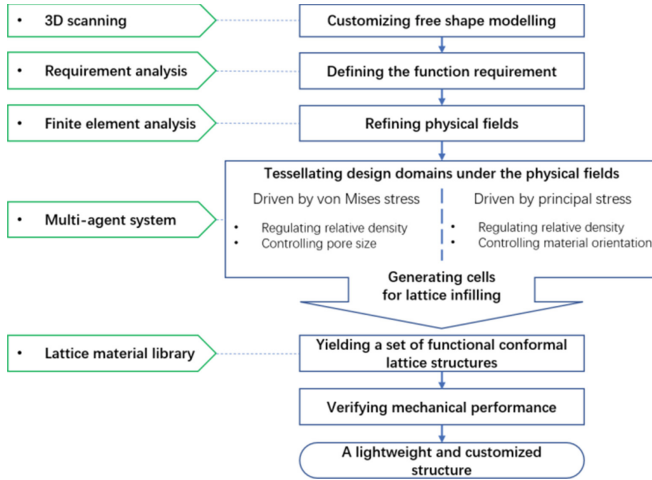 • 3D scanning
Customizing free shape modelling
• Requirement analysis
Defining the function requirement
• Finite element analysis
Refining physical fields
• Multi-agent system
Tessellating design domains under the physical fields
Driven by von Mises stress
• Regulating relative density
• Controlling pore size
Driven by principal stress
• Regulating relative density
• Controlling material orientation
Generating cells
for lattice infilling
• Lattice material library
Yielding a set of functional conformal
lattice structures
Verifying mechanical performance
A lightweight and customized
structure